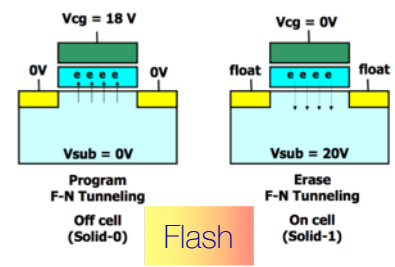 Vcg = 18 V
0V
e e e e
0V
Vsub = 0V
Program
F-N Tunneling
Off cell
(Solid-0)
Vcg = 0V
float
e e e e
float
Vsub = 20V
Erase
F-N Tunneling
On cell
(Solid-1)
Flash